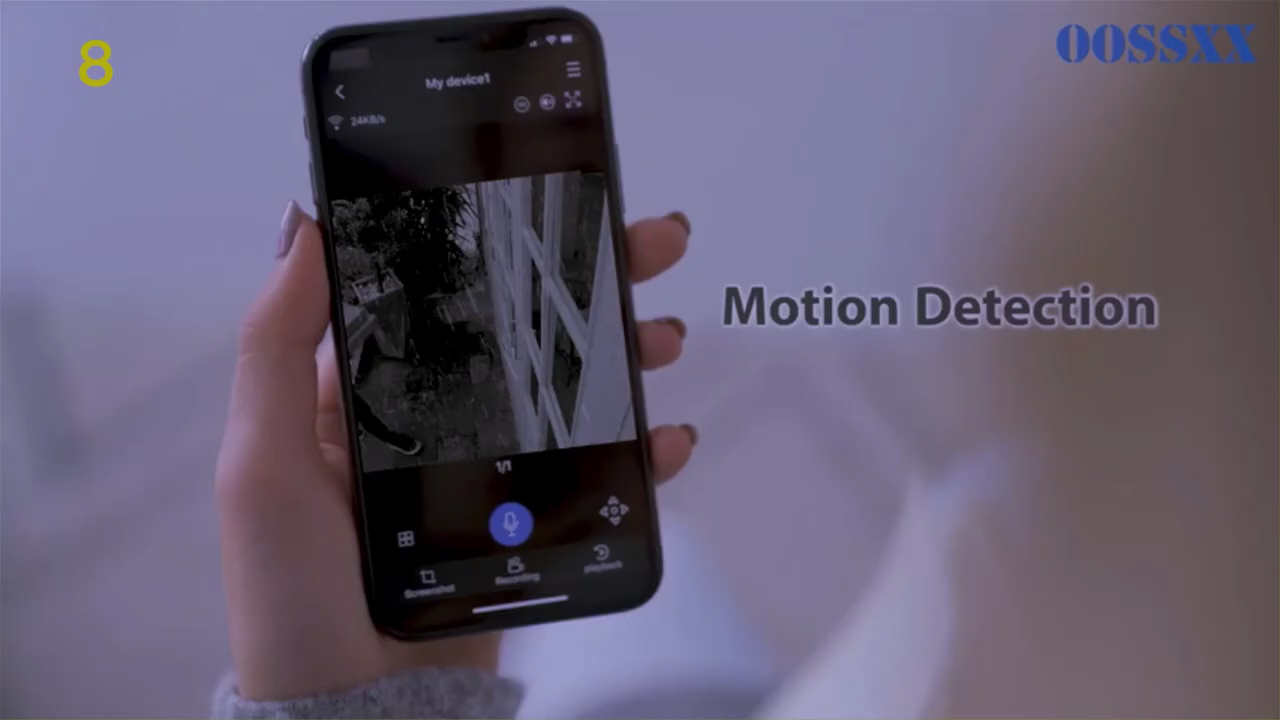 8
OOSSXX
My device1
24KB/s
Motion Detection
1/1
Screenshot
Recording
playback